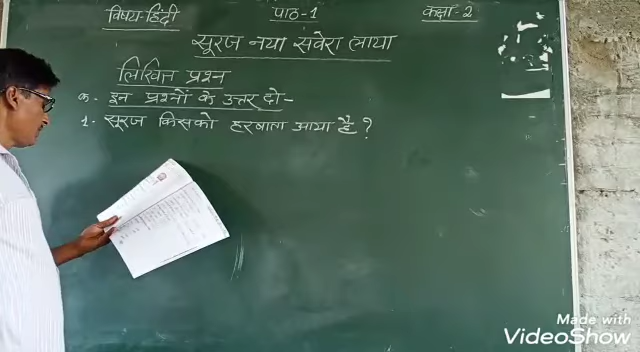 विषय-हिंदी पाठ-1 कक्षा-2
सूरज नया सवेरा लाया
लिखित प्रश्न
क. इन प्रश्नों के उत्तर दो-
1. सूरज किसको हरषाता आया है ?
Made with
VideoShow